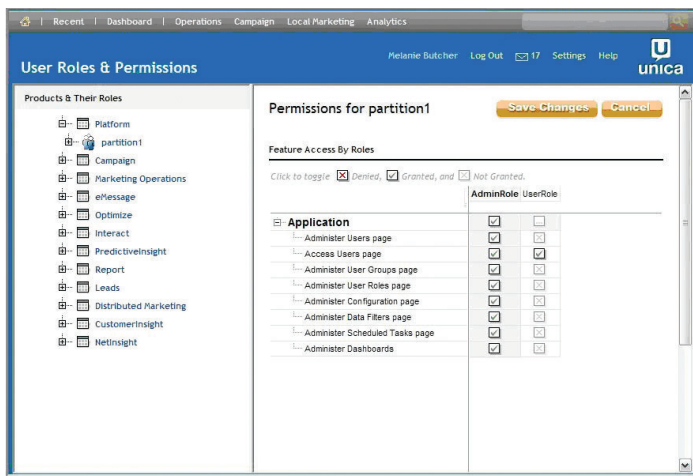 Recent | Dashboard | Operations Campaign Local Marketing Analytics
Melanie Butcher Log Out 17 Settings Help
User Roles & Permissions
unica
Products & Their Roles
Platform
partition1
Campaign
Marketing Operations
eMessage
Optimize
Interact
PredictiveInsight
Report
Leads
Distributed Marketing
CustomerInsight
NetInsight
Permissions for partition1
Save Changes Cancel
Feature Access By Roles
Click to toggle Denied, Granted, and Not Granted.
AdminRole UserRole
Application
Administer Users page
Access Users page
Administer User Groups page
Administer User Roles page
Administer Configuration page
Administer Data Filters page
Administer Scheduled Tasks page
Administer Dashboards